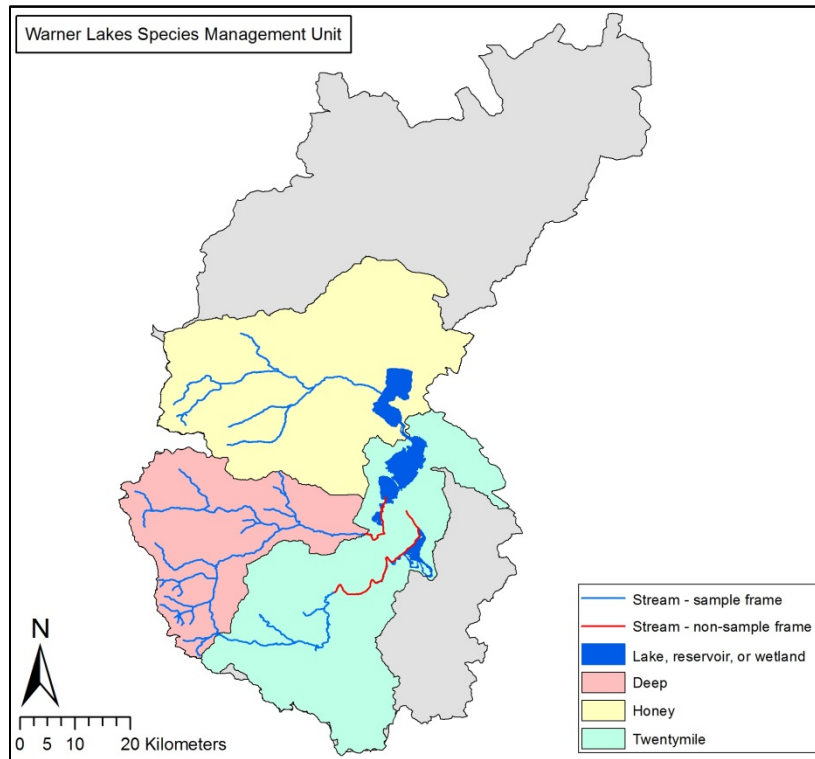 Warner Lakes Species Management Unit
Stream - sample frame
Stream - non-sample frame
Lake, reservoir, or wetland
Deep
Honey
Twentymile
N
0 5 10 20 Kilometers